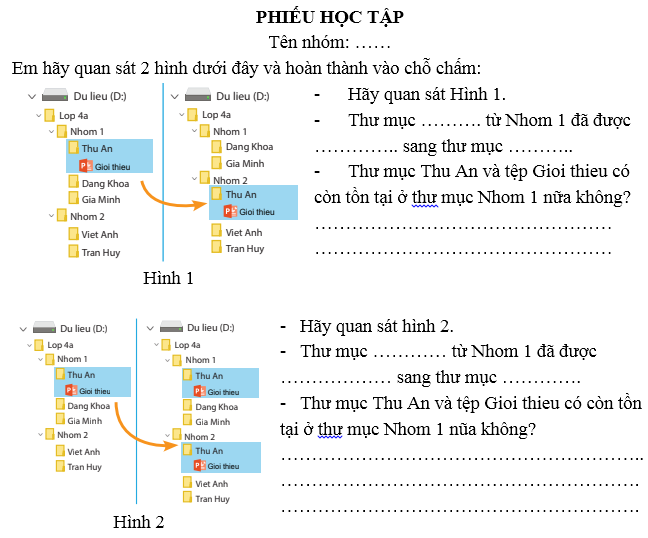 PHIẾU HỌC TẬP
Tên nhóm: ……
Em hãy quan sát 2 hình dưới đây và hoàn thành vào chỗ chấm:
Du lieu (D:)
Lop 4a
Nhom 1
Thu An
Gioi thieu
Dang Khoa
Gia Minh
Nhom 2
Viet Anh
Tran Huy
Du lieu (D:)
Lop 4a
Nhom 1
Dang Khoa
Gia Minh
Nhom 2
Thu An
Gioi thieu
Viet Anh
Tran Huy
Hình 1
- Hãy quan sát Hình 1.
- Thư mục ………. từ Nhom 1 đã được
………….. sang thư mục ………..
- Thư mục Thu An và tệp Gioi thieu có
còn tồn tại ở thư mục Nhom 1 nữa không?
……………………………………………
……………………………………………
Du lieu (D:)
Lop 4a
Nhom 1
Thu An
Gioi thieu
Dang Khoa
Gia Minh
Nhom 2
Viet Anh
Tran Huy
Du lieu (D:)
Lop 4a
Nhom 1
Thu An
Gioi thieu
Dang Khoa
Gia Minh
Nhom 2
Thu An
Gioi thieu
Viet Anh
Tran Huy
Hình 2
- Hãy quan sát hình 2.
- Thư mục ………… từ Nhom 1 đã được
……………… sang thư mục ………….
- Thư mục Thu An và tệp Gioi thieu có còn tồn
tại ở thư mục Nhom 1 nữa không?
……………………………………………………..
…………………………………………………….
…………………………………………………….